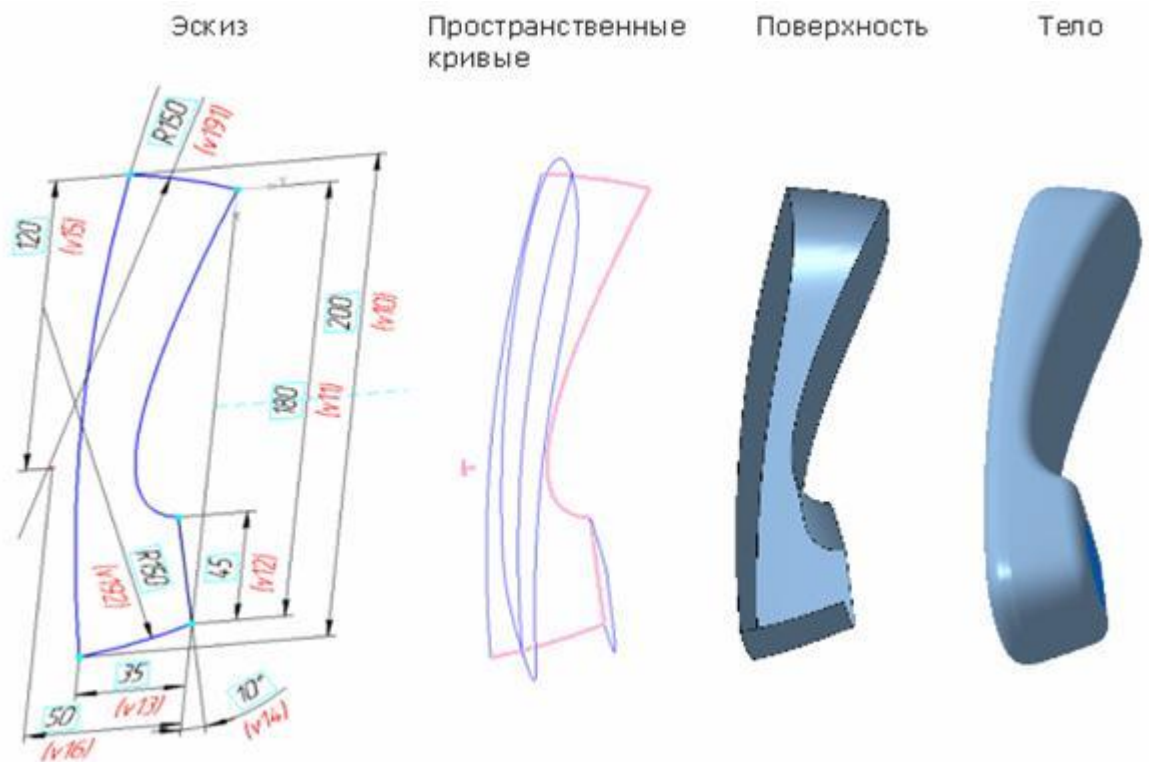 Эскиз
Пространственные
кривые
Поверхность
Тело
R150
(v191)
120
(v15)
200
(v10)
180
(v11)
45
(v12)
R150
(v192)
35
(v13)
50
(v16)
10°
(v14)